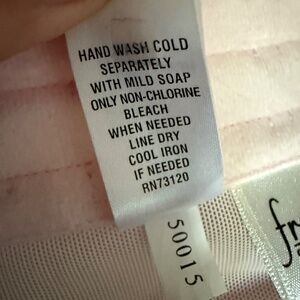 HAND WASH COLD
SEPARATELY
WITH MILD SOAP
ONLY NON-CHLORINE
BLEACH
WHEN NEEDED
LINE DRY
COOL IRON
IF NEEDED
RN73120
50015